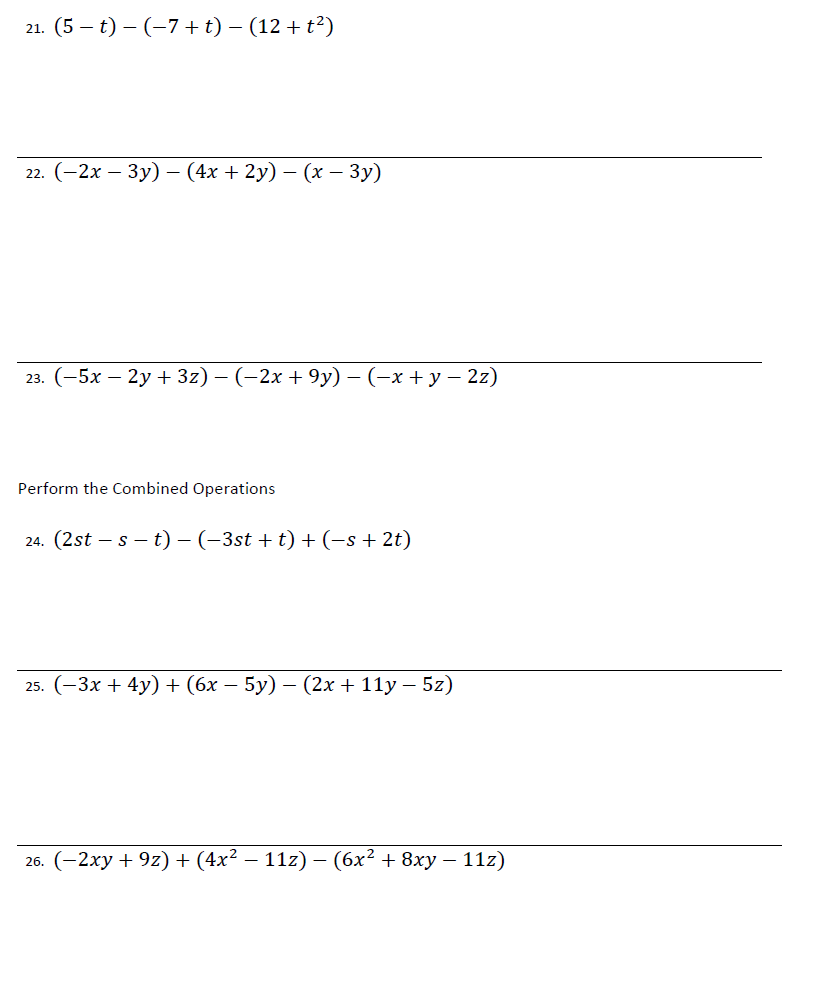 21. (5 − t) − (−7 + t) − (12 + t²)
22. (−2x − 3y) − (4x + 2y) − (x − 3y)
23. (−5x − 2y + 3z) − (−2x + 9y) − (−x + y − 2z)
Perform the Combined Operations
24. (2st − s − t) − (−3st + t) + (−s + 2t)
25. (−3x + 4y) + (6x − 5y) − (2x + 11y − 5z)
26. (−2xy + 9z) + (4x² − 11z) − (6x² + 8xy − 11z)